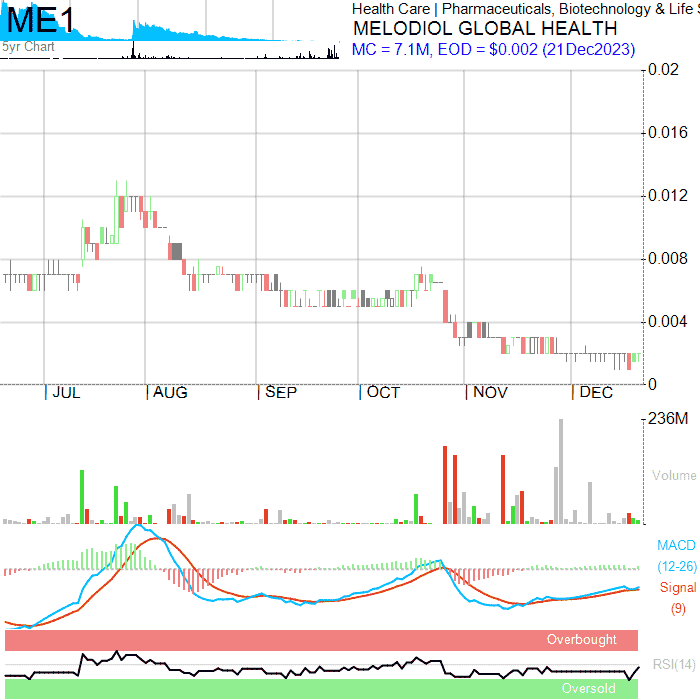 ME1
5yr Chart
Health Care | Pharmaceuticals, Biotechnology & Life S
MELODIOL GLOBAL HEALTH
MC = 7.1M, EOD = $0.002 (21Dec2023)
0.02
0.016
0.012
0.008
0.004
0
JUL AUG SEP OCT NOV DEC
236M
Volume
MACD
(12-26)
Signal
(9)
Overbought
RSI(14)
Oversold